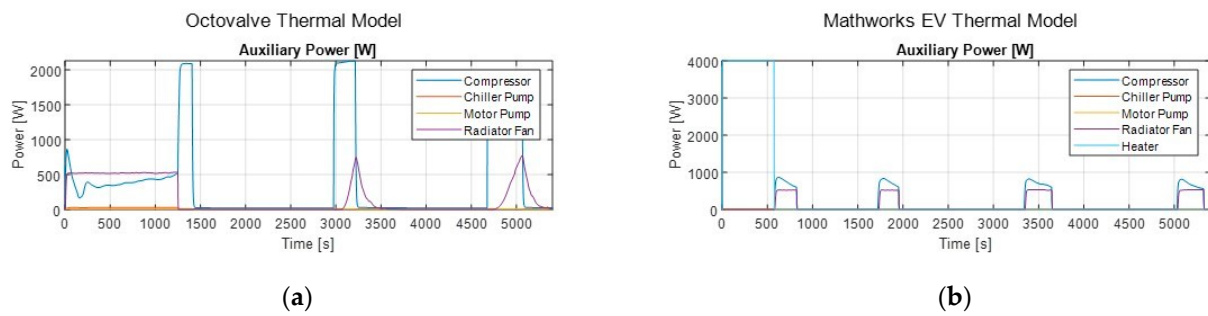 Octovalve Thermal Model
Auxiliary Power [W]
Power [W]
2000
1500
1000
500
0
Compressor
Chiller Pump
Motor Pump
Radiator Fan
0 500 1000 1500 2000 2500 3000 3500 4000 4500 5000
Time [s]
(a)
Mathworks EV Thermal Model
Auxiliary Power [W]
Power [W]
4000
3000
2000
1000
0
Compressor
Chiller Pump
Motor Pump
Radiator Fan
Heater
0 500 1000 1500 2000 2500 3000 3500 4000 4500 5000
Time [s]
(b)